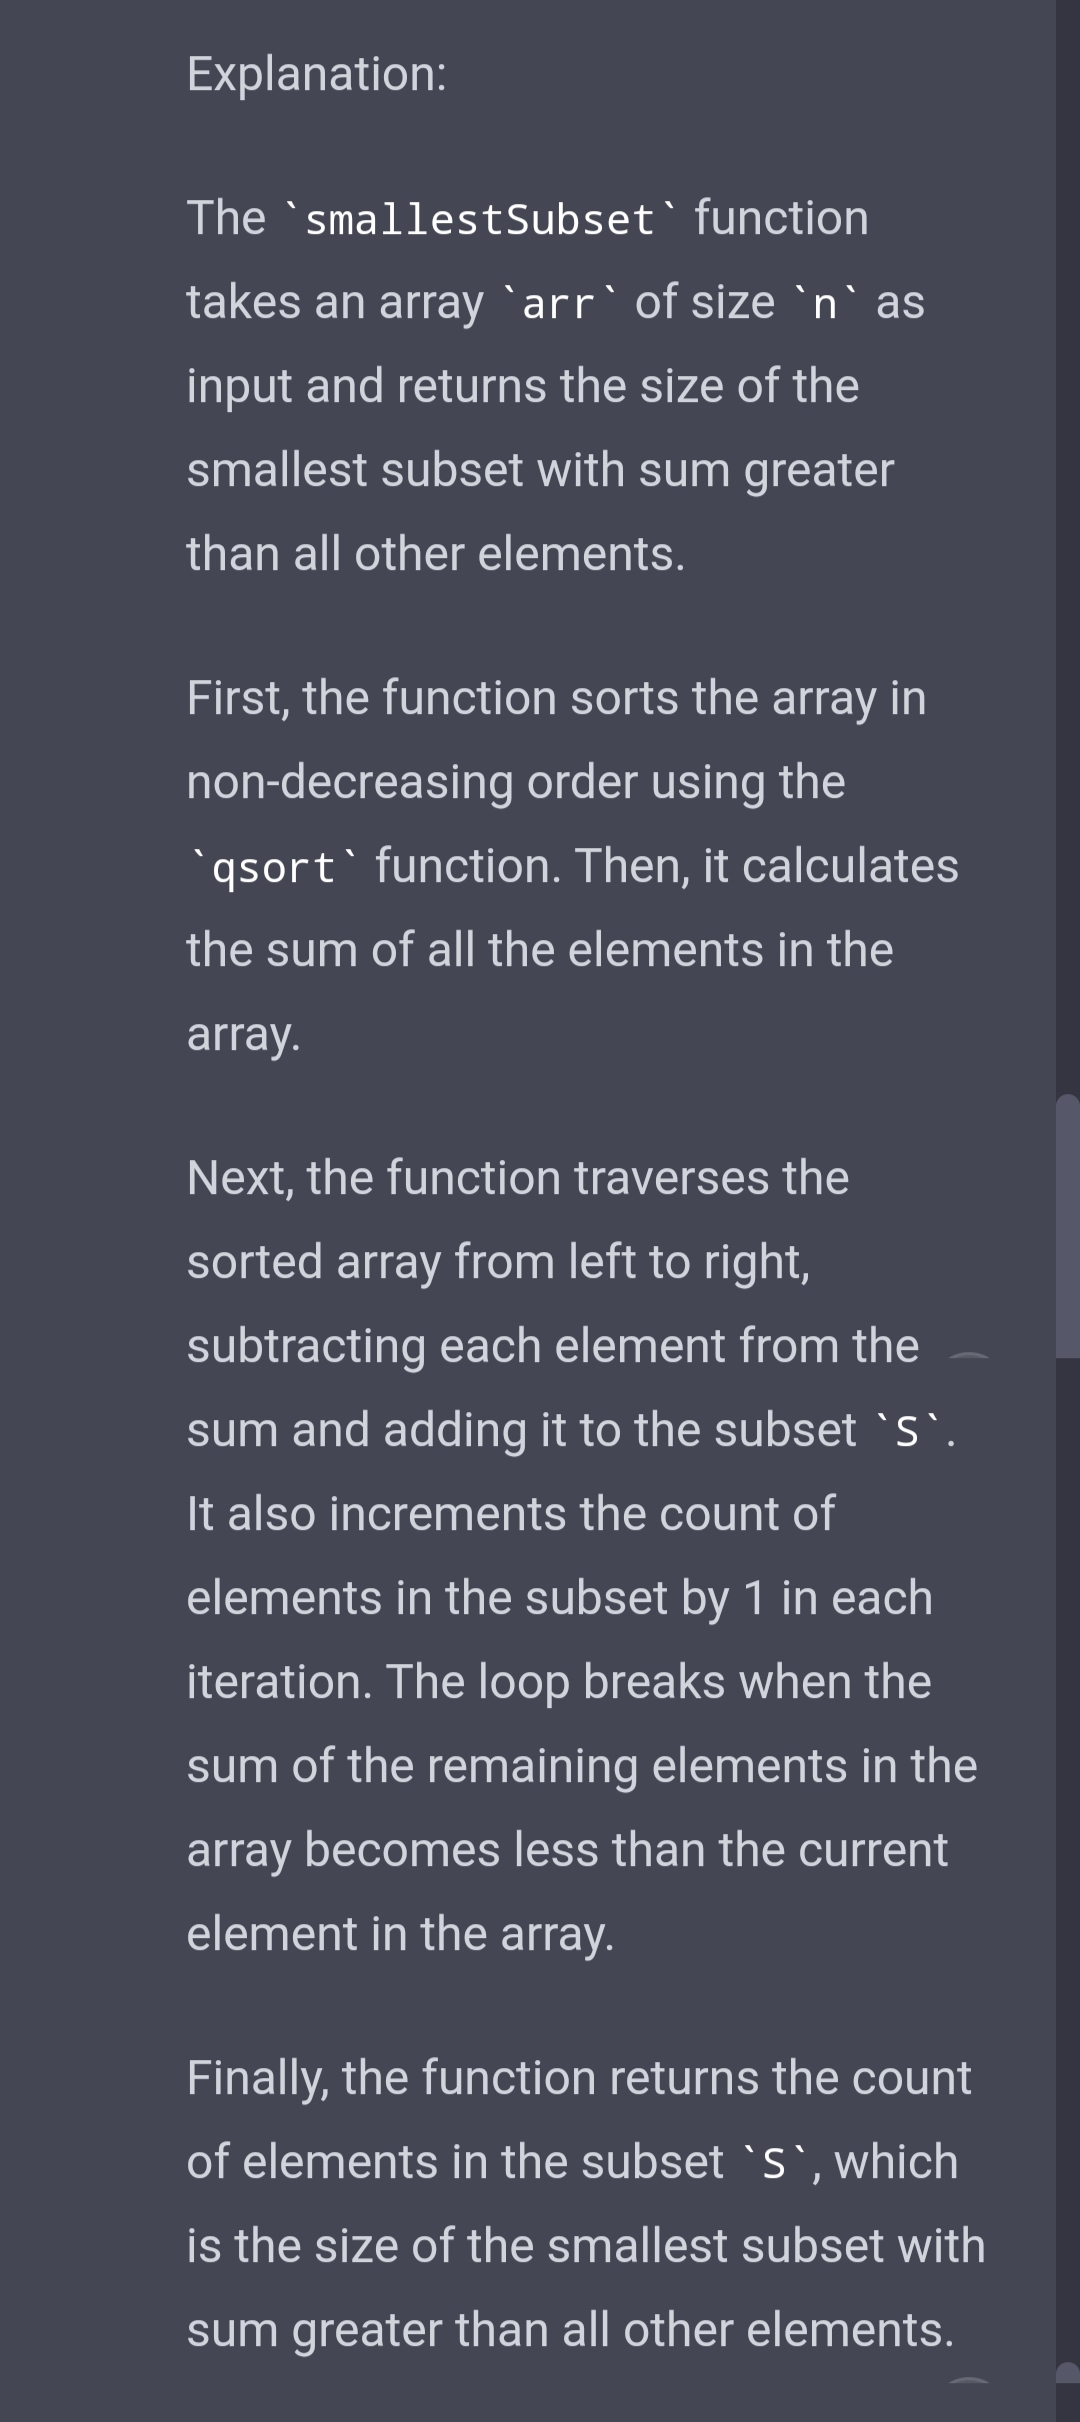 Explanation:
The `smallestSubset` function
takes an array `arr` of size `n` as
input and returns the size of the
smallest subset with sum greater
than all other elements.
First, the function sorts the array in
non-decreasing order using the
`qsort` function. Then, it calculates
the sum of all the elements in the
array.
Next, the function traverses the
sorted array from left to right,
subtracting each element from the
sum and adding it to the subset `S`.
It also increments the count of
elements in the subset by 1 in each
iteration. The loop breaks when the
sum of the remaining elements in the
array becomes less than the current
element in the array.
Finally, the function returns the count
of elements in the subset `S`, which
is the size of the smallest subset with
sum greater than all other elements.